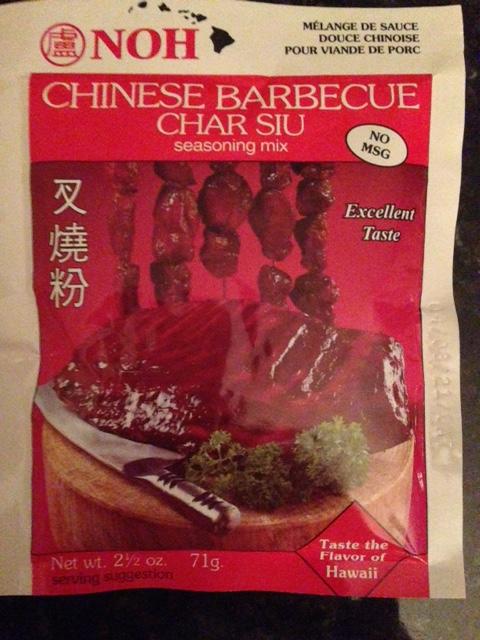 盧 NOH
MÉLANGE DE SAUCE
DOUCE CHINOISE
POUR VIANDE DE PORC
CHINESE BARBECUE
CHAR SIU
seasoning mix
NO
MSG
叉燒粉
Excellent
Taste
Taste the
Flavor of
Hawaii
Net wt. 2½ oz. 71g.
serving suggestion